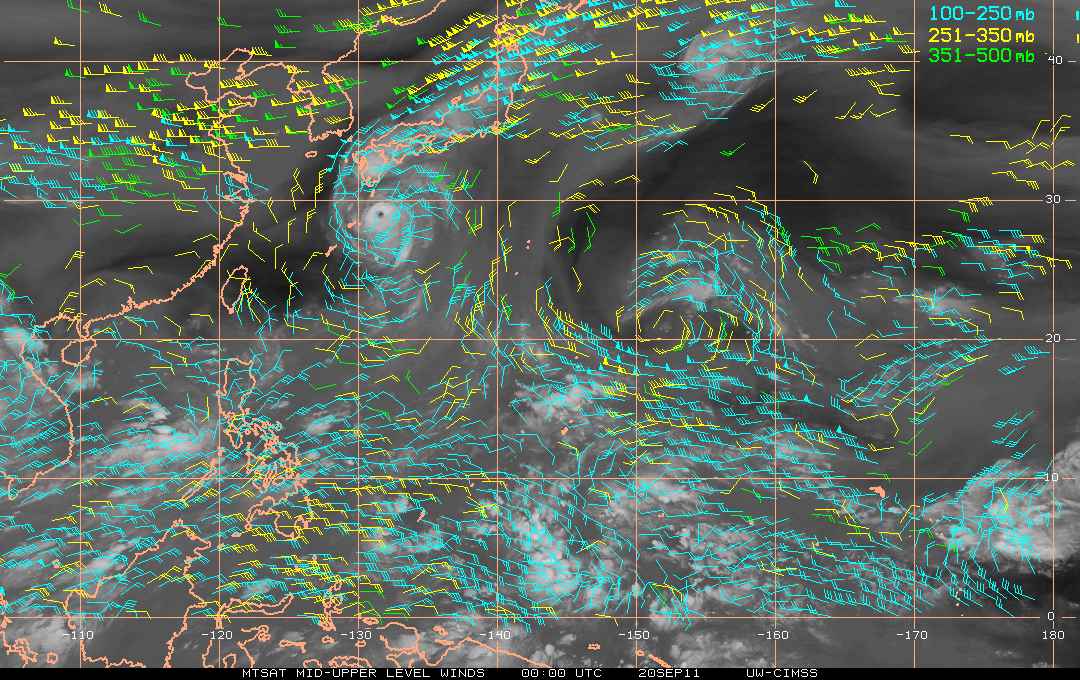 100-250mb
251-350mb
351-500mb
40
30
20
10
0
-110 -120 -130 -140 -150 -160 -170 180
MTSAT MID-UPPER LEVEL WINDS 00:00 UTC 20SEP11 UW-CIMSS